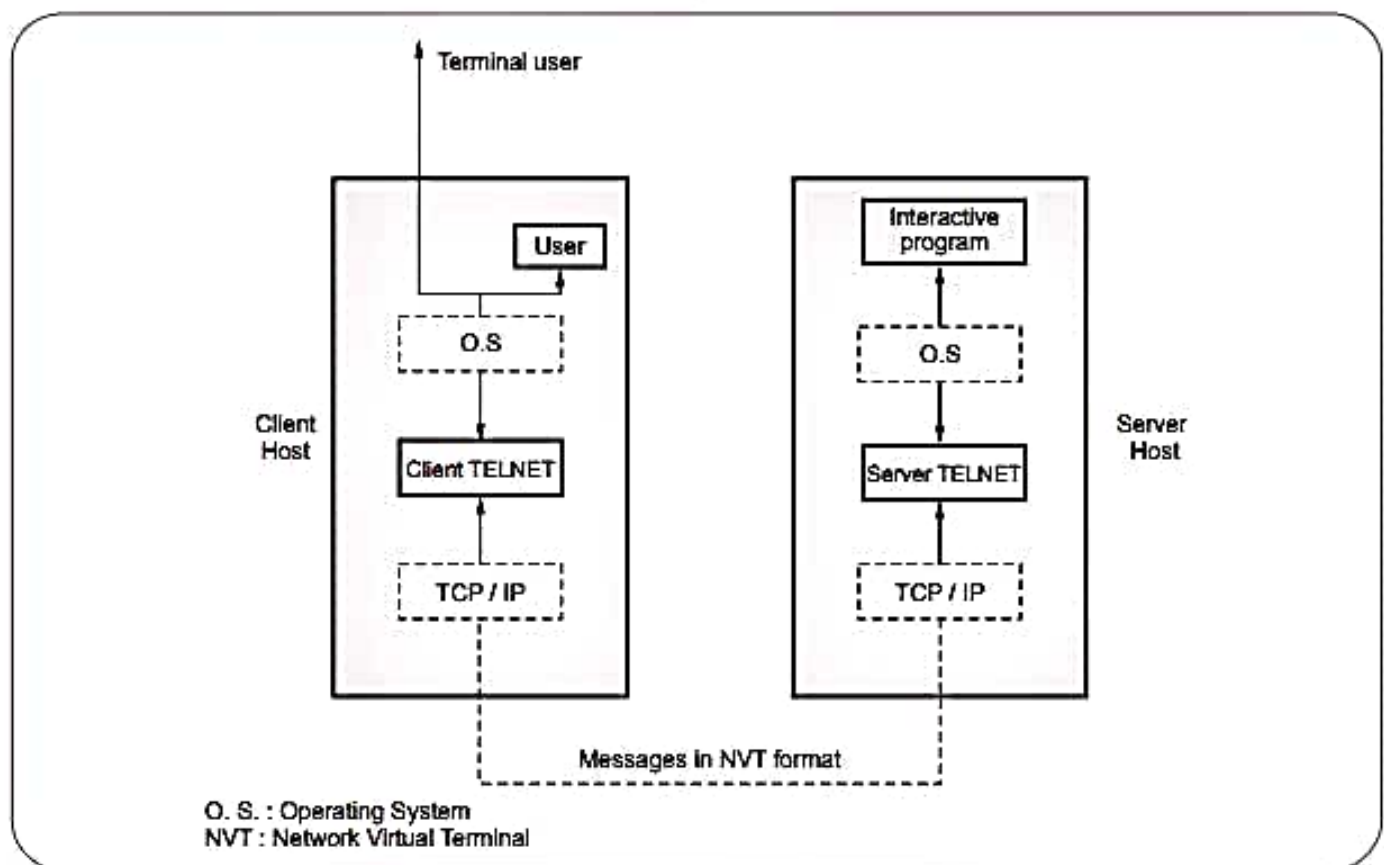 Terminal user
User
Interactive
program
O.S
O.S
Client
Host
Server
Host
Client TELNET
Server TELNET
TCP / IP
TCP / IP
Messages in NVT format
O. S. : Operating System
NVT : Network Virtual Terminal